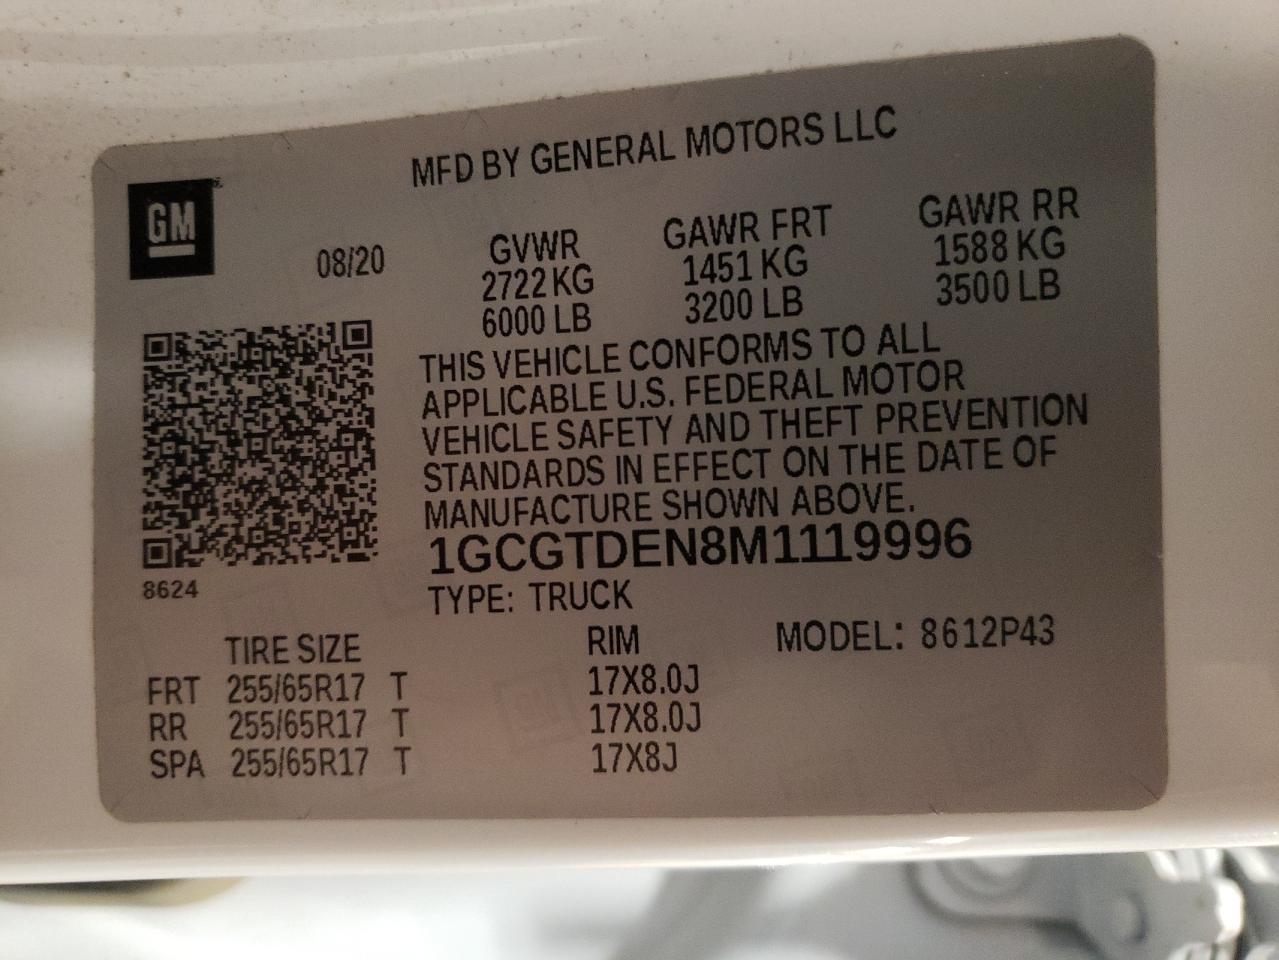 MFD BY GENERAL MOTORS LLC
GM
08/20 GVWR GAWR FRT GAWR RR
2722 KG 1451 KG 1588 KG
6000 LB 3200 LB 3500 LB
THIS VEHICLE CONFORMS TO ALL
APPLICABLE U.S. FEDERAL MOTOR
VEHICLE SAFETY AND THEFT PREVENTION
STANDARDS IN EFFECT ON THE DATE OF
MANUFACTURE SHOWN ABOVE.
1GCGTDEN8M1119996
8624
TYPE: TRUCK
TIRE SIZE RIM MODEL: 8612P43
FRT 255/65R17 T 17X8.0J
RR 255/65R17 T 17X8.0J
SPA 255/65R17 T 17X8J